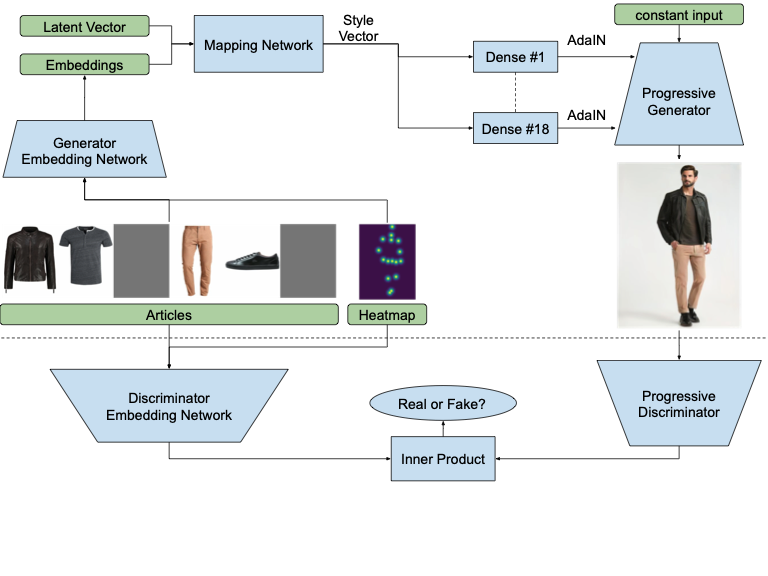 Latent Vector
Embeddings
Mapping Network
Style
Vector
Dense #1
AdaIN
constant input
Progressive
Generator
Dense #18
AdaIN
Generator
Embedding Network
Articles
Heatmap
Discriminator
Embedding Network
Real or Fake?
Inner Product
Progressive
Discriminator